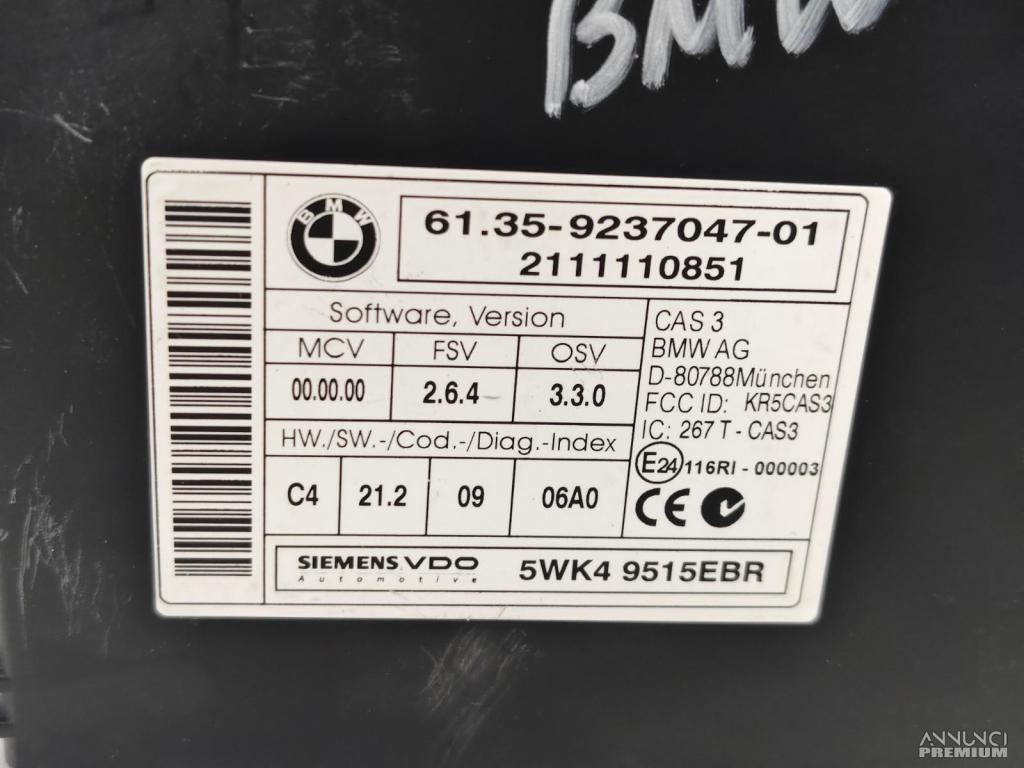 BMW
BMW
61.35-9237047-01
2111110851
Software, Version
MCV FSV OSV
00.00.00 2.6.4 3.3.0
HW./SW.-/Cod.-/Diag.-Index
C4 21.2 09 06A0
CAS 3
BMW AG
D-80788München
FCC ID: KR5CAS3
IC: 267 T - CAS3
E24 116RI - 000003
CE
SIEMENS VDO
Automotive
5WK4 9515EBR
ANNUNCI
PREMIUM